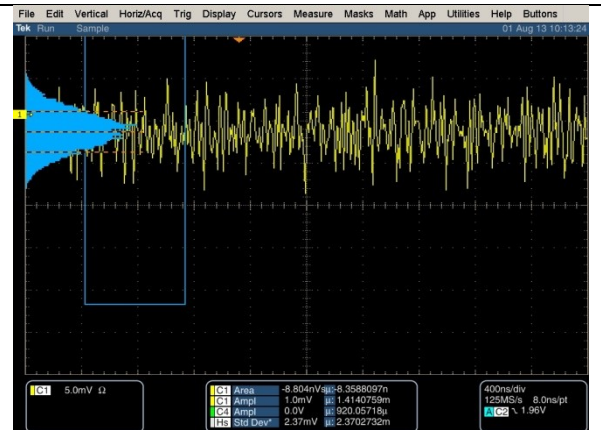 File Edit Vertical Horiz/Acq Trig Display Cursors Measure Masks Math App Utilities Help Buttons
Tek Run Sample 01 Aug 13 10:13:24
1
C1 5.0mV Ω
C1 Area -8.804nVs µ: -8.3588097n
C1 Ampl 1.0mV µ: 1.4140759m
C4 Ampl 0.0V µ: 920.05718µ
Hs Std Dev* 2.37mV µ: 2.3702732m
400ns/div
125MS/s 8.0ns/pt
A C2 1.96V